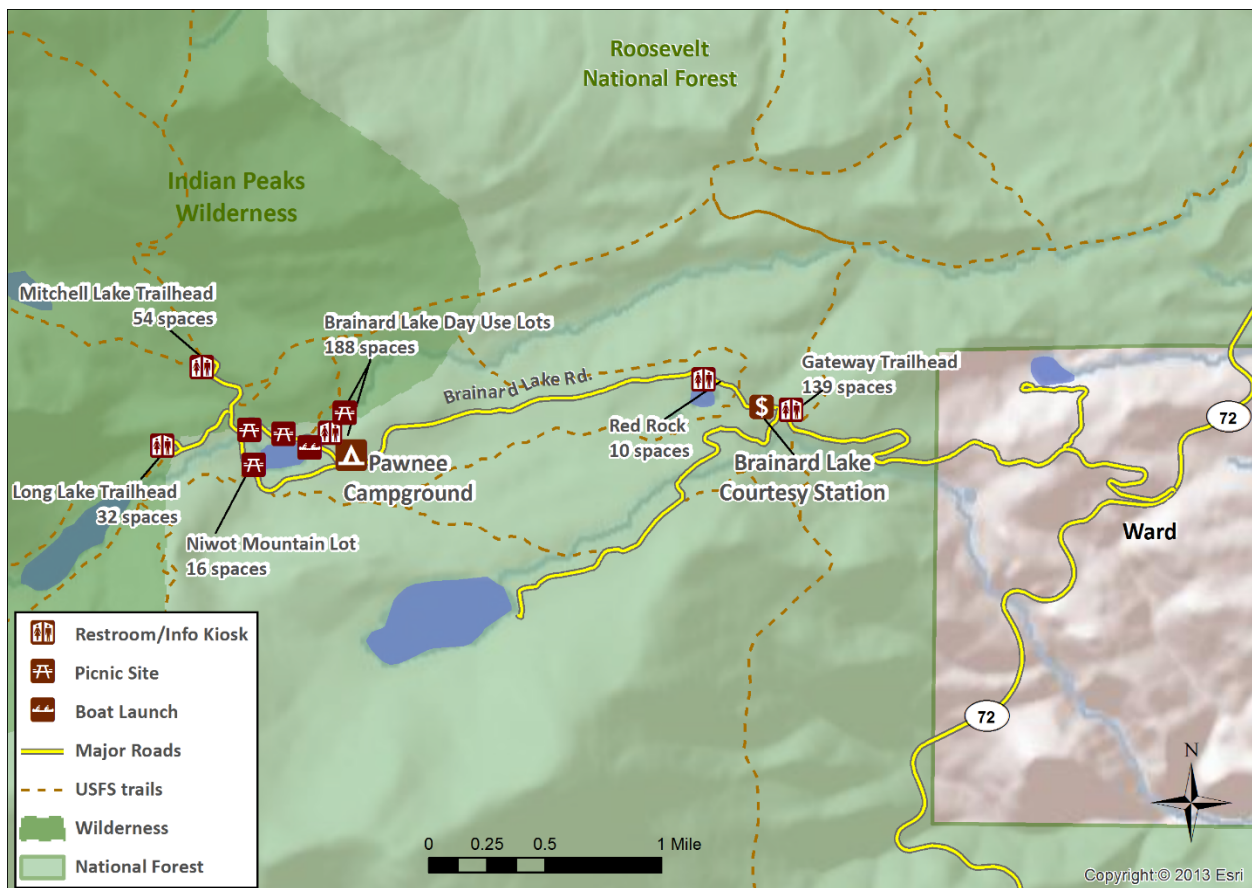 Roosevelt
National Forest
Indian Peaks
Wilderness
Mitchell Lake Trailhead
54 spaces
Brainard Lake Day Use Lots
188 spaces
Brainard Lake Rd.
Gateway Trailhead
139 spaces
72
Red Rock
10 spaces
$
Brainard Lake
Courtesy Station
Pawnee
Campground
Long Lake Trailhead
32 spaces
Niwot Mountain Lot
16 spaces
Ward
72
Restroom/Info Kiosk
Picnic Site
Boat Launch
Major Roads
USFS trails
Wilderness
National Forest
0 0.25 0.5 1 Mile
N
Copyright:© 2013 Esri